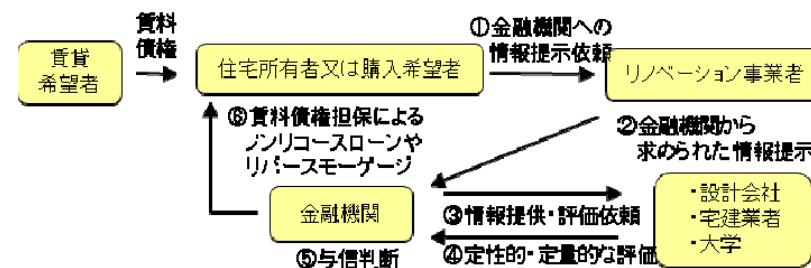 賃料
債権
①金融機関への
情報提示依頼
賃貸
希望者
住宅所有者又は購入希望者
リノベーション事業者
⑥賃料債権担保による
ノンリコースローンや
リバースモーゲージ
②金融機関から
求められた情報提示
金融機関
③情報提供・評価依頼
・設計会社
・宅建業者
・大学
⑤与信判断
④定性的・定量的な評価